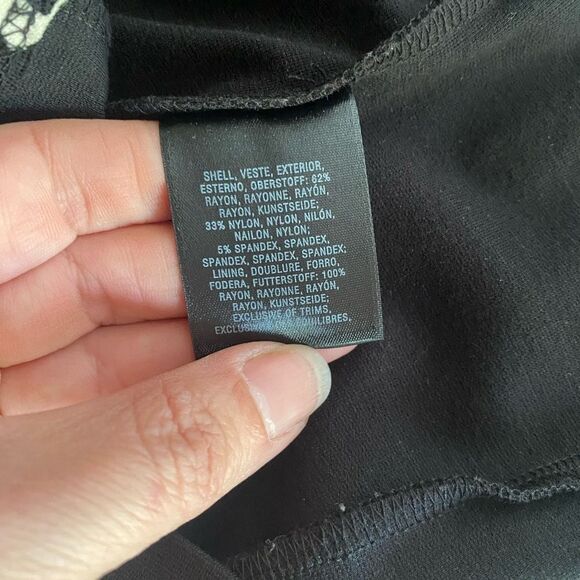 SHELL, VESTE, EXTERIOR,
ESTERNO, OBERSTOFF: 62%
RAYON, RAYONNE, RAYÓN,
RAYON, KUNSTSEIDE;
33% NYLON, NYLON, NILÓN,
NAILON, NYLON;
5% SPANDEX, SPANDEX,
SPANDEX, SPANDEX, SPANDEX;
LINING, DOUBLURE, FORRO,
FODERA, FUTTERSTOFF: 100%
RAYON, RAYONNE, RAYÓN,
RAYON, KUNSTSEIDE;
EXCLUSIVE OF TRIMS,